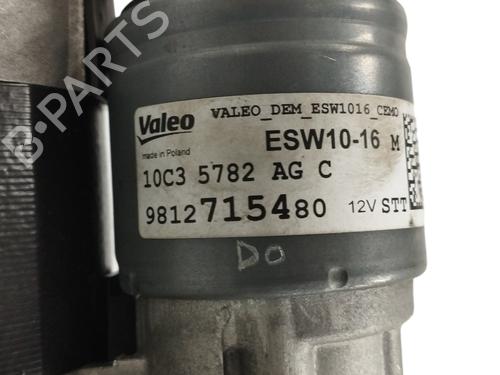 B-PARTS
Valeo
VALEO_DEM_ESW1016_CEMO
made in Poland
ESW10-16 M
10C3 5782 AG C
9812715480
12V STT
DO